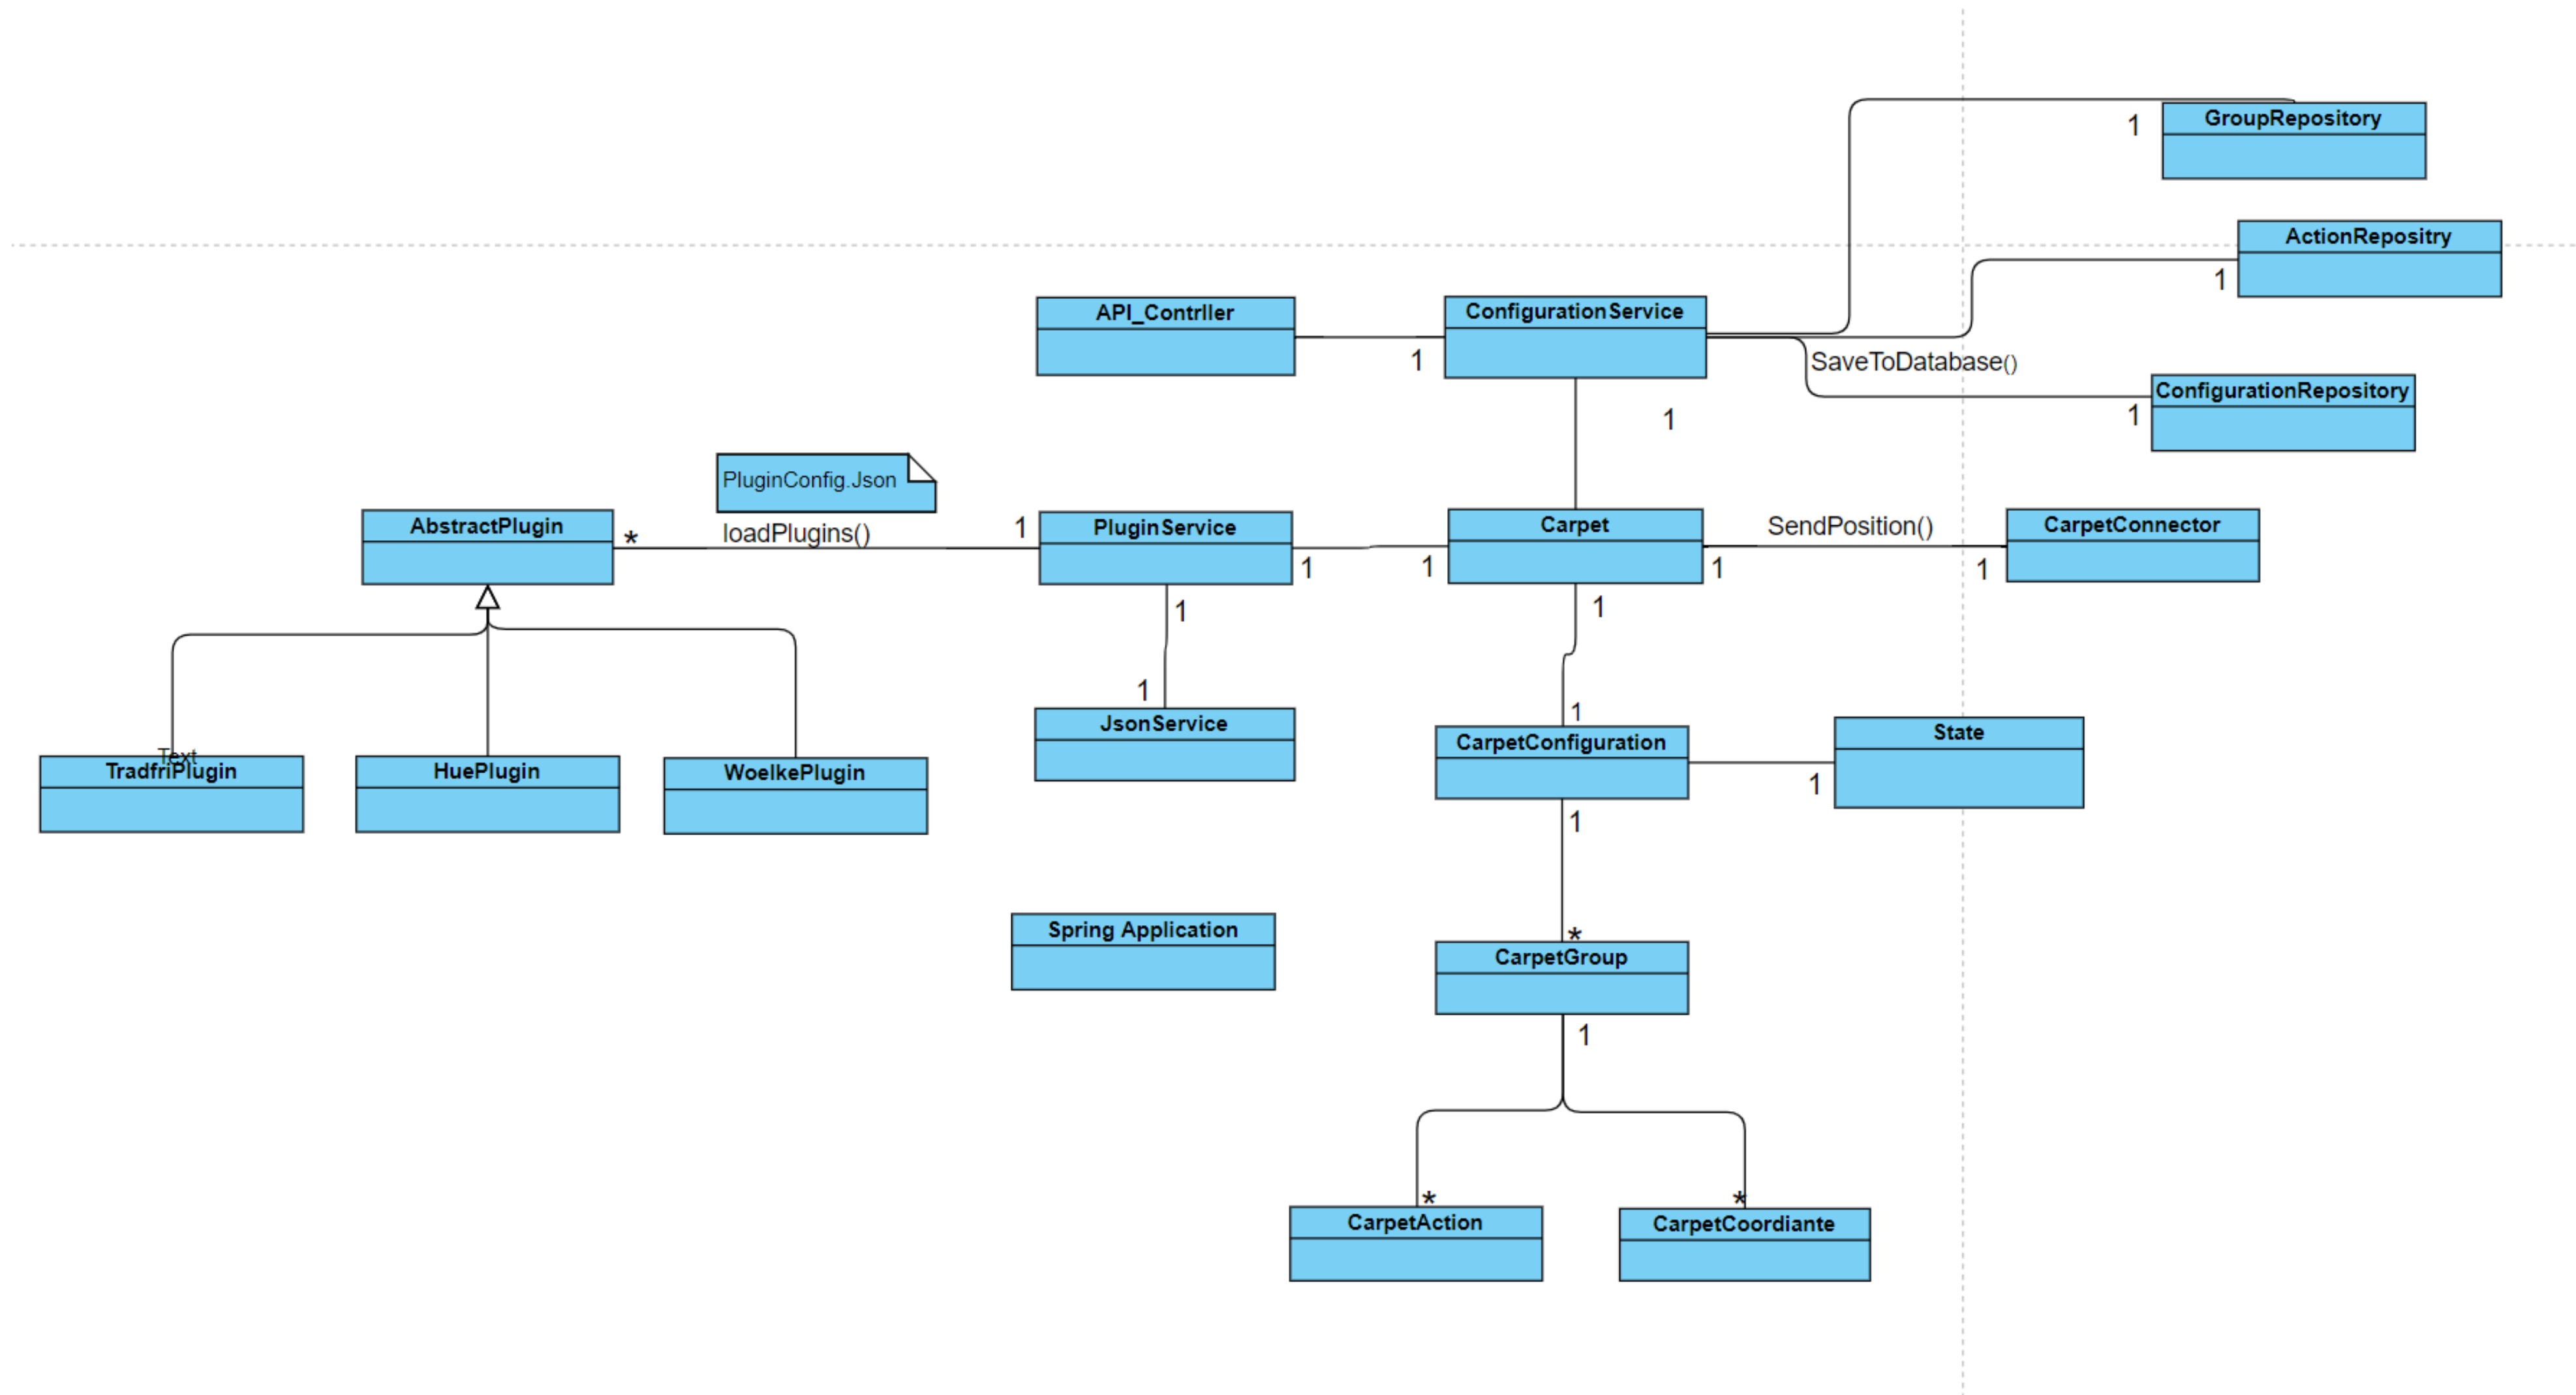 GroupRepository
1
ActionRepositry
1
API_Contrller
ConfigurationService
1
SaveToDatabase()
ConfigurationRepository
1
1
PluginConfig.Json
AbstractPlugin
*
loadPlugins()
1
PluginService
1
1
Carpet
1
SendPosition()
1
CarpetConnector
1
1
1
JsonService
1
CarpetConfiguration
1
State
Text
TradfriPlugin
HuePlugin
WoelkePlugin
1
Spring Application
*
CarpetGroup
1
*
*
CarpetAction
CarpetCoordiante